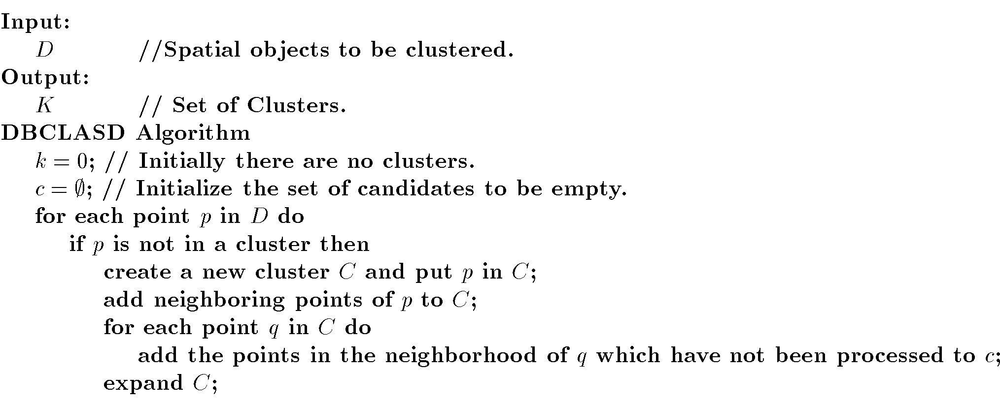 Input:
D //Spatial objects to be clustered.
Output:
K // Set of Clusters.
DBCLASD Algorithm
k = 0; // Initially there are no clusters.
c = ∅; // Initialize the set of candidates to be empty.
for each point p in D do
if p is not in a cluster then
create a new cluster C and put p in C;
add neighboring points of p to C;
for each point q in C do
add the points in the neighborhood of q which have not been processed to c;
expand C;